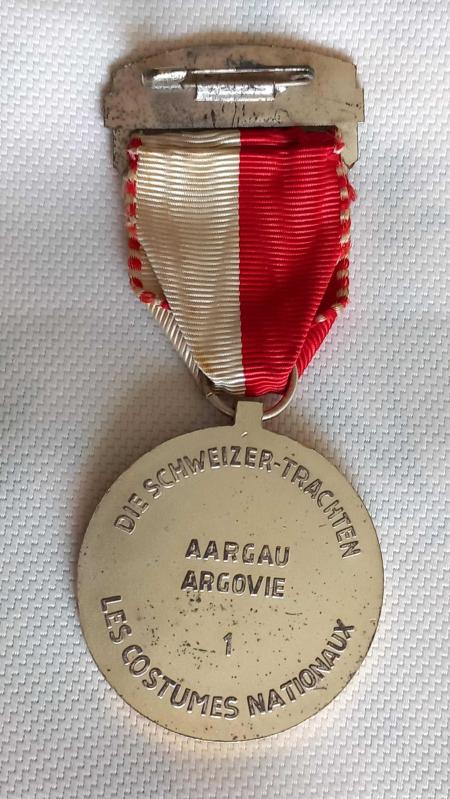 DIE SCHWEIZER-TRACHTEN
AARGAU
ARGOVIE
1
LES COSTUMES NATIONAUX